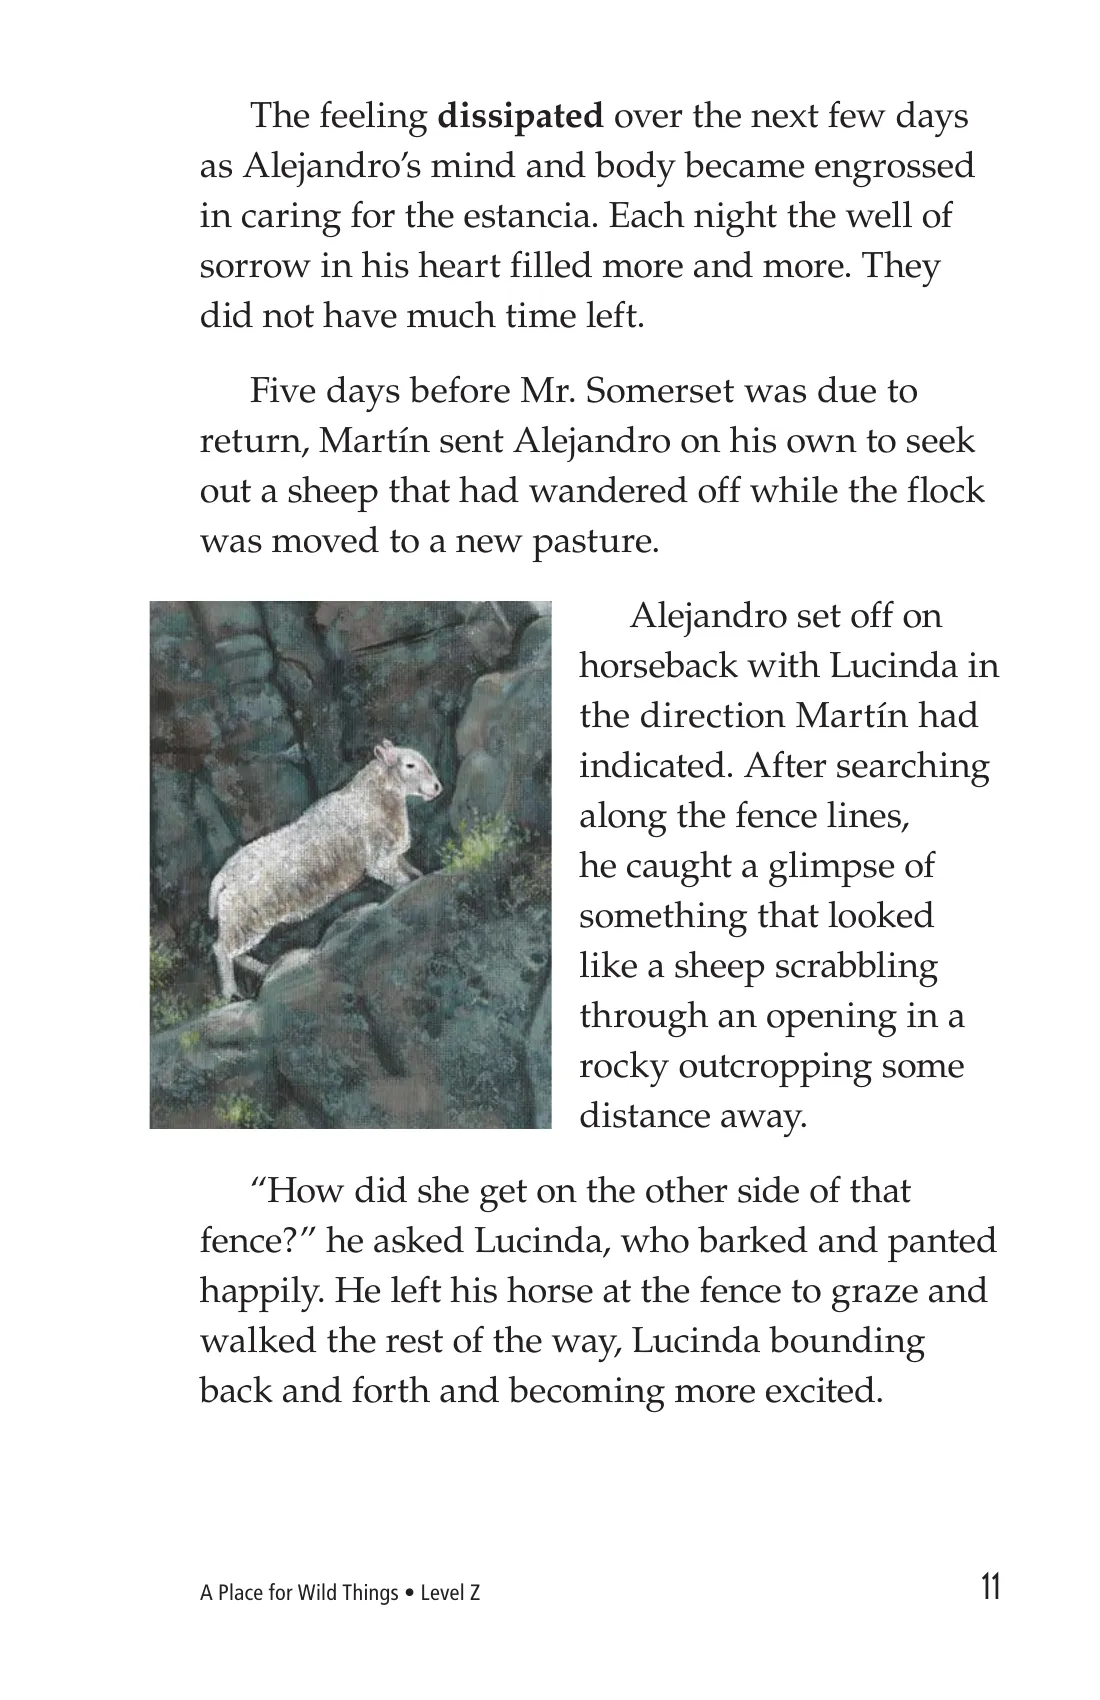 The feeling dissipated over the next few days
as Alejandro’s mind and body became engrossed
in caring for the estancia. Each night the well of
sorrow in his heart filled more and more. They
did not have much time left.
Five days before Mr. Somerset was due to
return, Martín sent Alejandro on his own to seek
out a sheep that had wandered off while the flock
was moved to a new pasture.
Alejandro set off on
horseback with Lucinda in
the direction Martín had
indicated. After searching
along the fence lines,
he caught a glimpse of
something that looked
like a sheep scrabbling
through an opening in a
rocky outcropping some
distance away.
“How did she get on the other side of that
fence?” he asked Lucinda, who barked and panted
happily. He left his horse at the fence to graze and
walked the rest of the way, Lucinda bounding
back and forth and becoming more excited.
A Place for Wild Things • Level Z
11